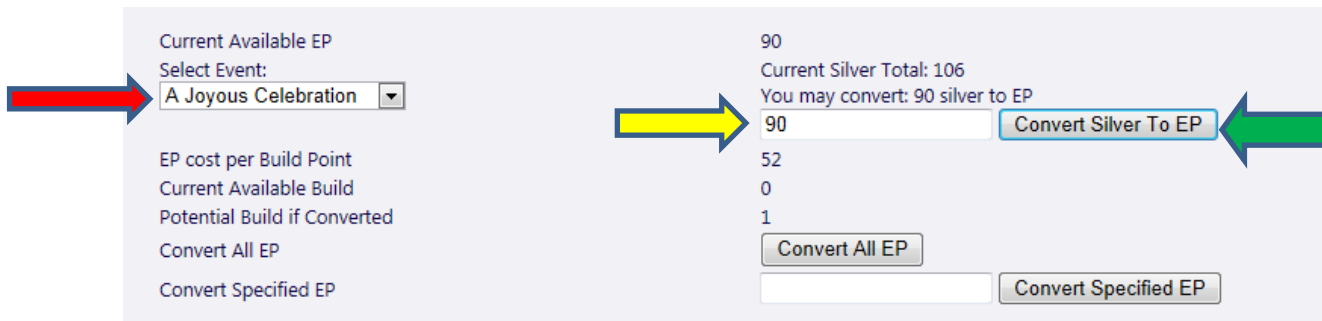 Current Available EP 90
Select Event: Current Silver Total: 106
A Joyous Celebration You may convert: 90 silver to EP
90 Convert Silver To EP
EP cost per Build Point 52
Current Available Build 0
Potential Build if Converted 1
Convert All EP Convert All EP
Convert Specified EP Convert Specified EP